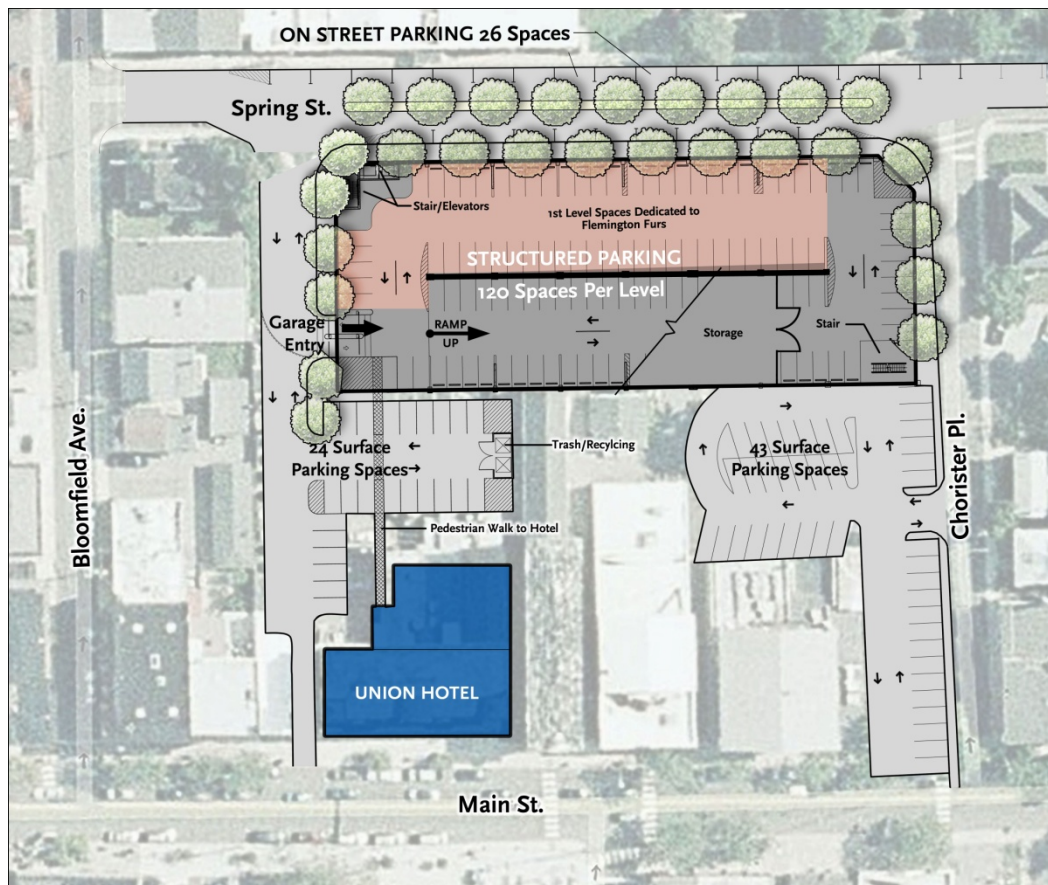 ON STREET PARKING 26 Spaces
Spring St.
Stair/Elevators
1st Level Spaces Dedicated to
Flemington Furs
STRUCTURED PARKING
120 Spaces Per Level
Garage
Entry
RAMP
UP
Storage
Stair
24 Surface
Parking Spaces
Trash/Recylcing
43 Surface
Parking Spaces
Pedestrian Walk to Hotel
Bloomfield Ave.
Chorister Pl.
UNION HOTEL
Main St.